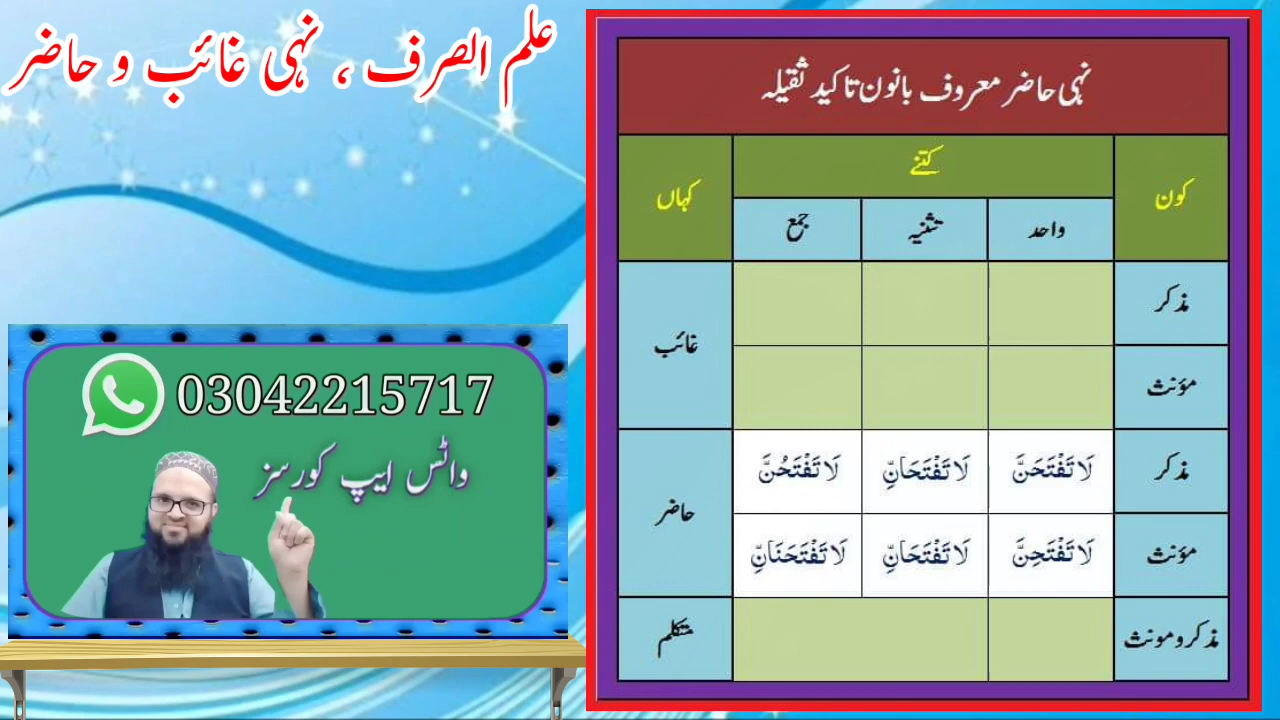 علم الصرف ، نہی غائب و حاضر
03042215717
واٹس ایپ کورسز
نہی حاضر معروف بانون تاکید ثقیلہ
کون کتنے کہاں
واحد تثنیہ جمع
مذکر غائب
مؤنث
مذکر لَا تَفْتَحَنَّ لَا تَفْتَحَانِّ لَا تَفْتَحُنَّ حاضر
مؤنث لَا تَفْتَحِنَّ لَا تَفْتَحَانِّ لَا تَفْتَحَنَانِّ
مذکر و مونث متکلم